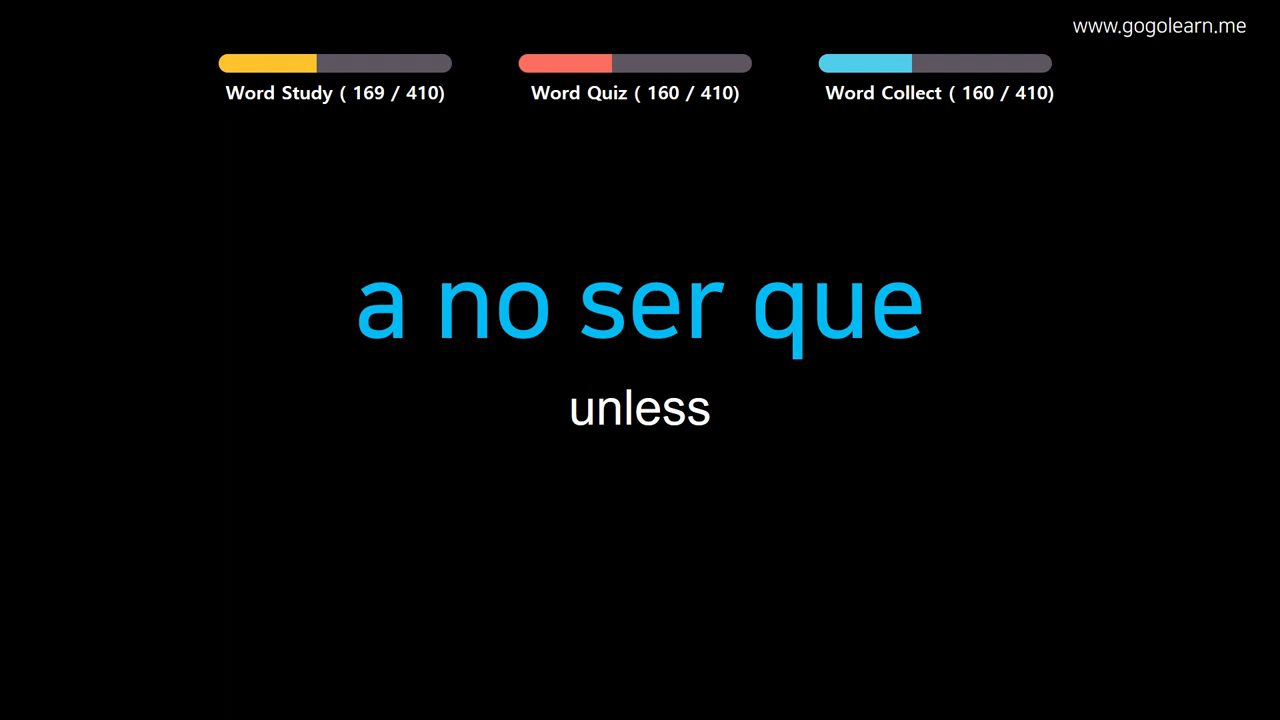 www.gogolearn.me
Word Study ( 169 / 410)
Word Quiz ( 160 / 410)
Word Collect ( 160 / 410)
a no ser que
unless